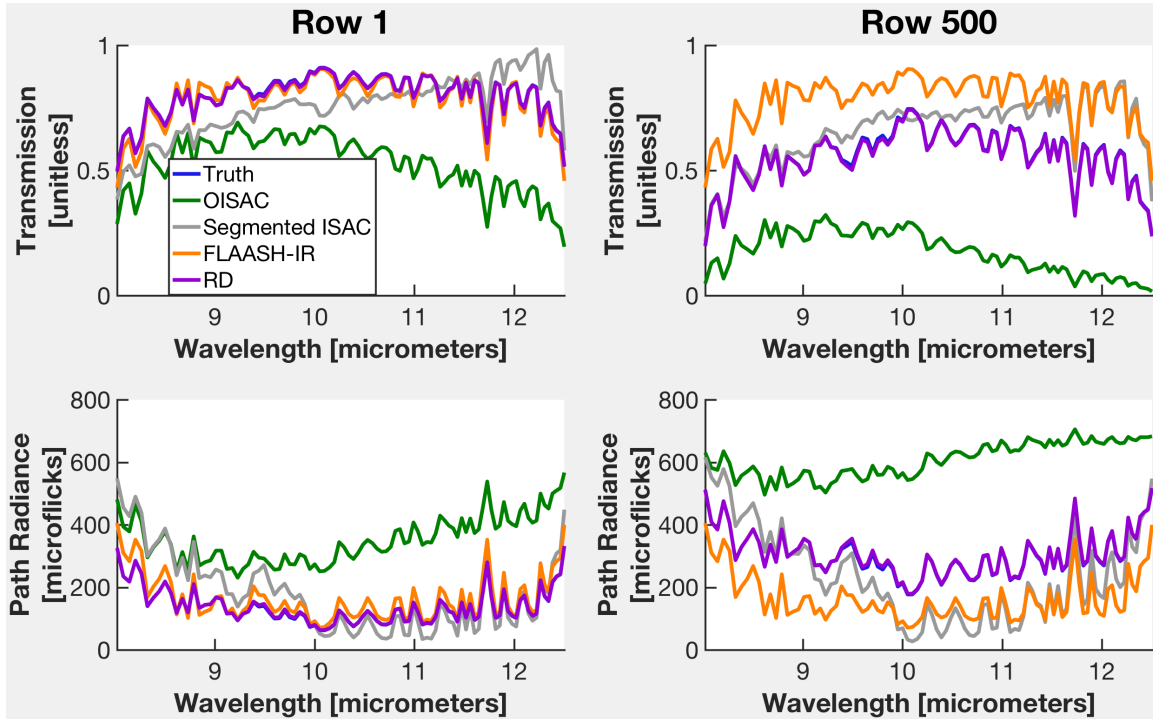 Row 1
Row 500
Transmission
[unitless]
1
0.5
0
Truth
OISAC
Segmented ISAC
FLAASH-IR
RD
9 10 11 12
Wavelength [micrometers]
Transmission
[unitless]
1
0.5
0
9 10 11 12
Wavelength [micrometers]
Path Radiance
[microflicks]
800
600
400
200
0
9 10 11 12
Wavelength [micrometers]
Path Radiance
[microflicks]
800
600
400
200
0
9 10 11 12
Wavelength [micrometers]